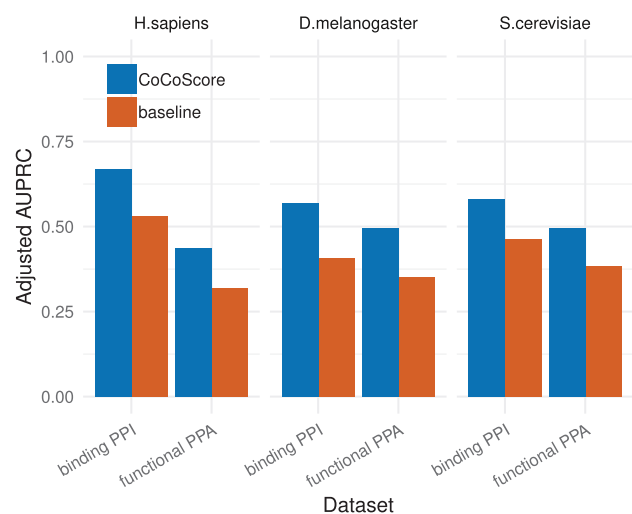 H.sapiens
D.melanogaster
S.cerevisiae
CoCoScore
baseline
Adjusted AUPRC
1.00
0.75
0.50
0.25
0.00
binding PPI
functional PPA
binding PPI
functional PPA
binding PPI
functional PPA
Dataset